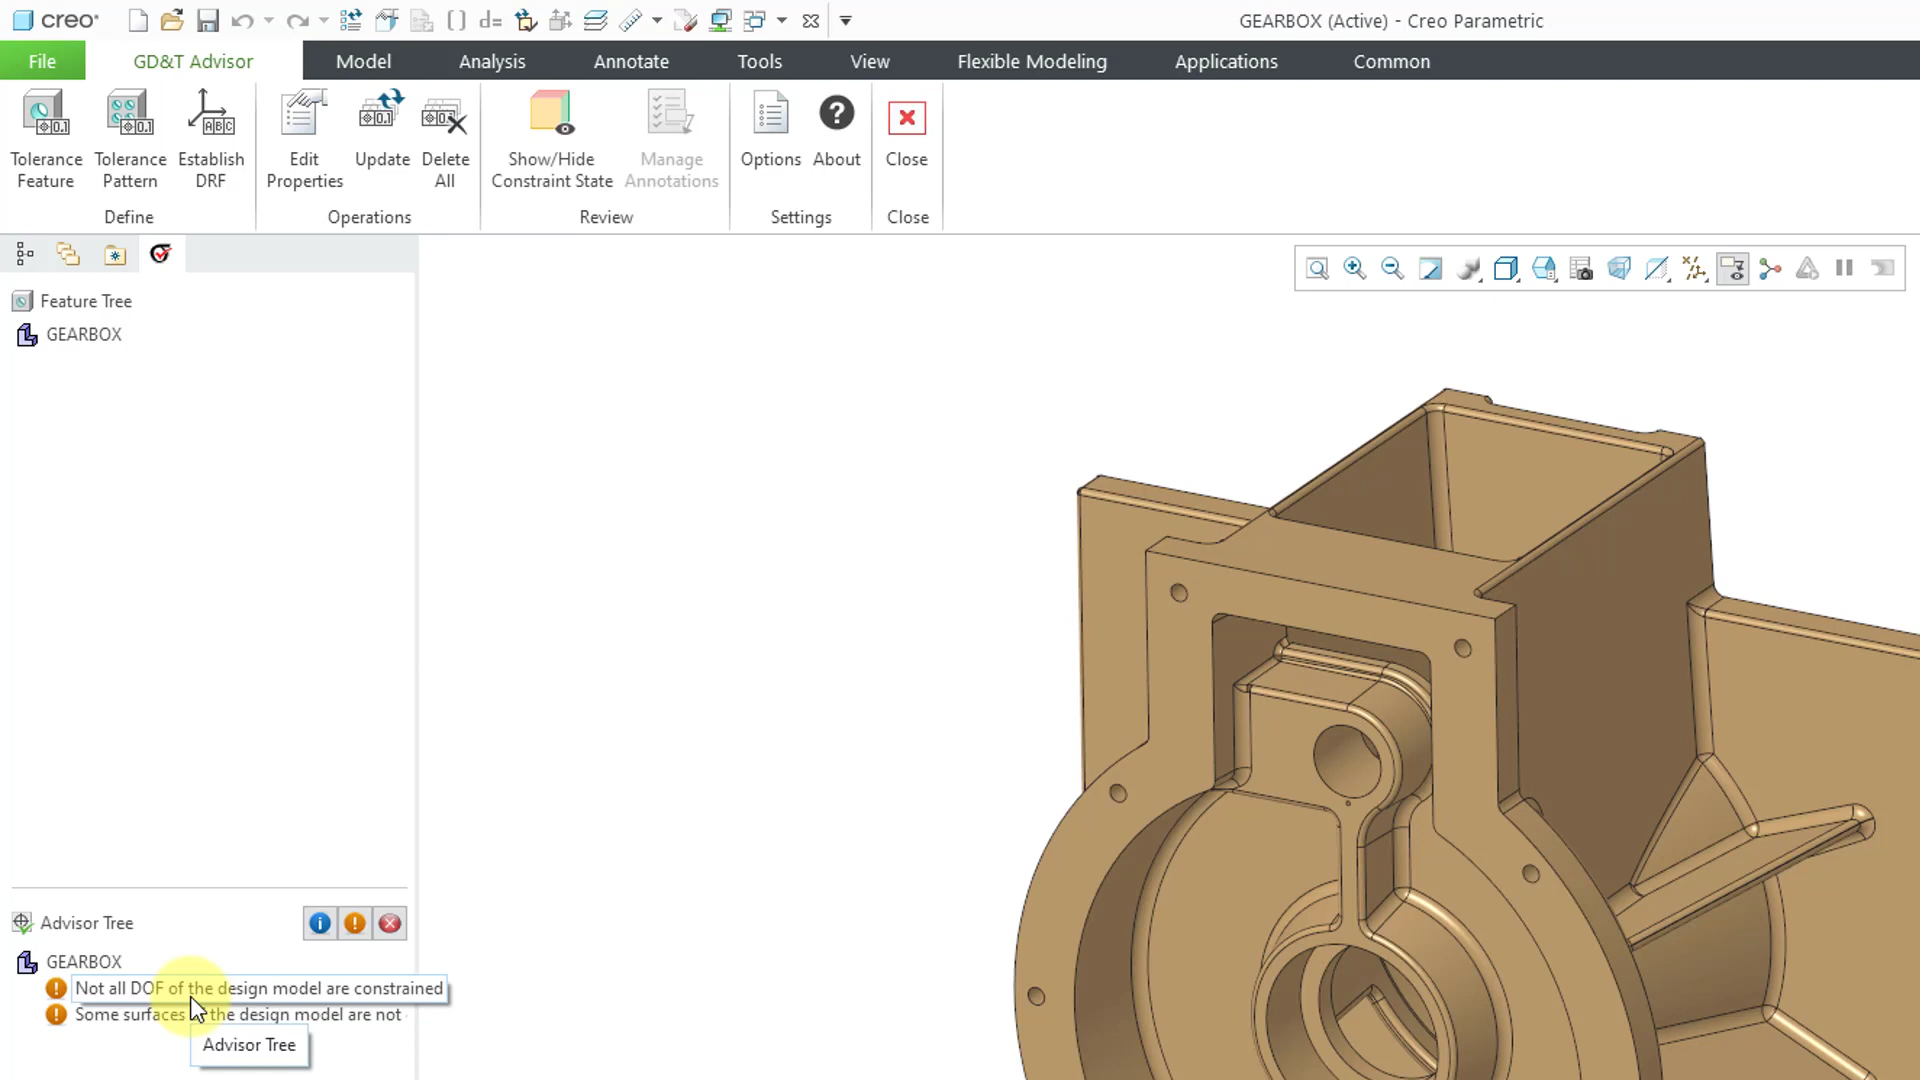 creo
GEARBOX (Active) - Creo Parametric
File
GD&T Advisor
Model
Analysis
Annotate
Tools
View
Flexible Modeling
Applications
Common
Tolerance
Feature
Tolerance
Pattern
Establish
DRF
Edit
Properties
Update
Delete
All
Show/Hide
Constraint State
Manage
Annotations
Options
About
Close
Define
Operations
Review
Settings
Close
Feature Tree
GEARBOX
Advisor Tree
GEARBOX
Not all DOF of the design model are constrained
Some surfaces the design model are not
Advisor Tree